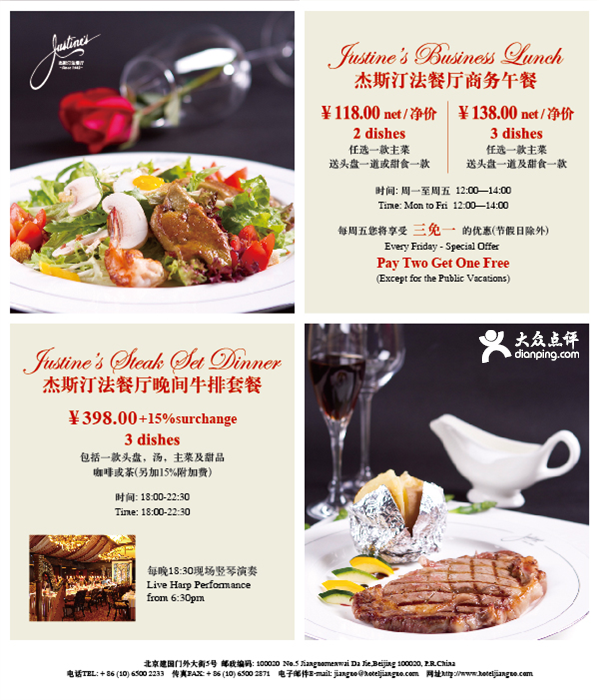 Justine's
杰斯汀法餐厅
Justine's Business Lunch
杰斯汀法餐厅商务午餐
￥118.00 net / 净价
2 dishes
任选一款主菜
送头盘一道或甜食一款
￥138.00 net / 净价
3 dishes
任选一款主菜
送头盘一道及甜食一款
时间: 周一至周五 12:00—14:00
Time: Mon to Fri 12:00—14:00
每周五您将享受 三免一 的优惠(节假日除外)
Every Friday - Special Offer
Pay Two Get One Free
(Except for the Public Vacations)
Justine's Steak Set Dinner
杰斯汀法餐厅晚间牛排套餐
￥398.00+15%surchange
3 dishes
包括一款头盘，汤，主菜及甜品
咖啡或茶(另加15%附加费)
时间: 18:00-22:30
Time: 18:00-22:30
每晚18:30现场竖琴演奏
Live Harp Performance
from 6:30pm
大众点评
dianping.com
北京建国门外大街5号 邮政编码: 100020 No.5 Jianguomenwai Da Jie,Beijing 100020, P.R.China
电话TEL: + 86 (10) 6500 2233 传真FAX: + 86 (10) 6500 2871 电子邮件E-mail: jianguo@hoteljianguo.com 网址http://www.hoteljianguo.com